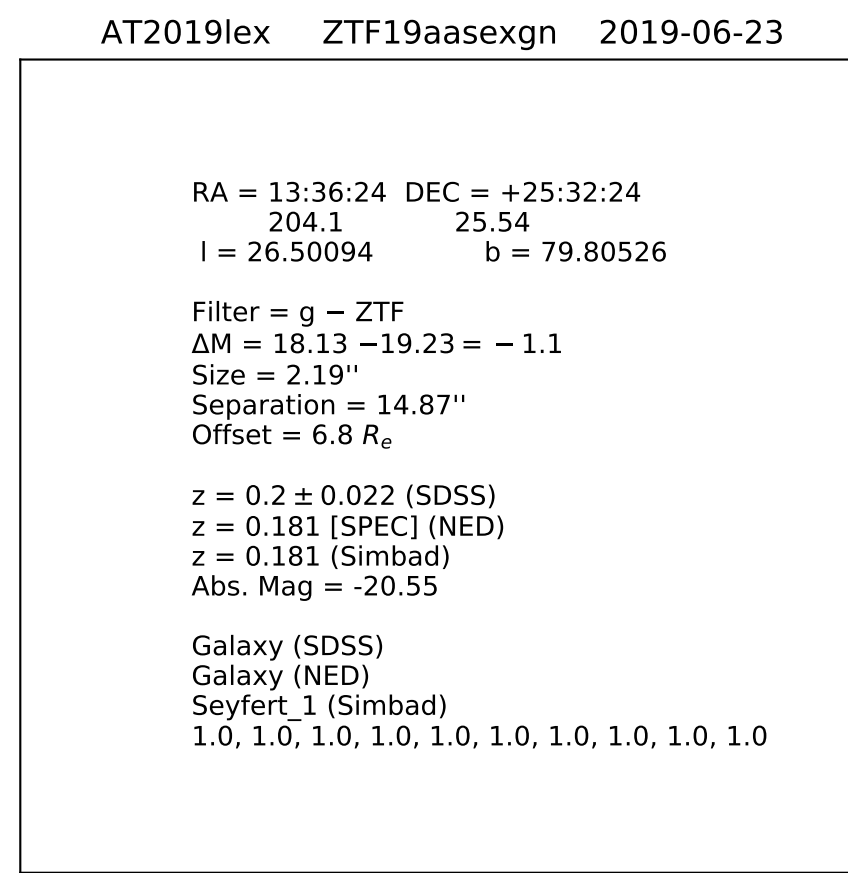 AT2019lex ZTF19aasexgn 2019-06-23
RA = 13:36:24 DEC = +25:32:24
204.1 25.54
l = 26.50094 b = 79.80526
Filter = g − ZTF
ΔM = 18.13 −19.23 = − 1.1
Size = 2.19''
Separation = 14.87''
Offset = 6.8 Rₑ
z = 0.2 ± 0.022 (SDSS)
z = 0.181 [SPEC] (NED)
z = 0.181 (Simbad)
Abs. Mag = -20.55
Galaxy (SDSS)
Galaxy (NED)
Seyfert_1 (Simbad)
1.0, 1.0, 1.0, 1.0, 1.0, 1.0, 1.0, 1.0, 1.0, 1.0